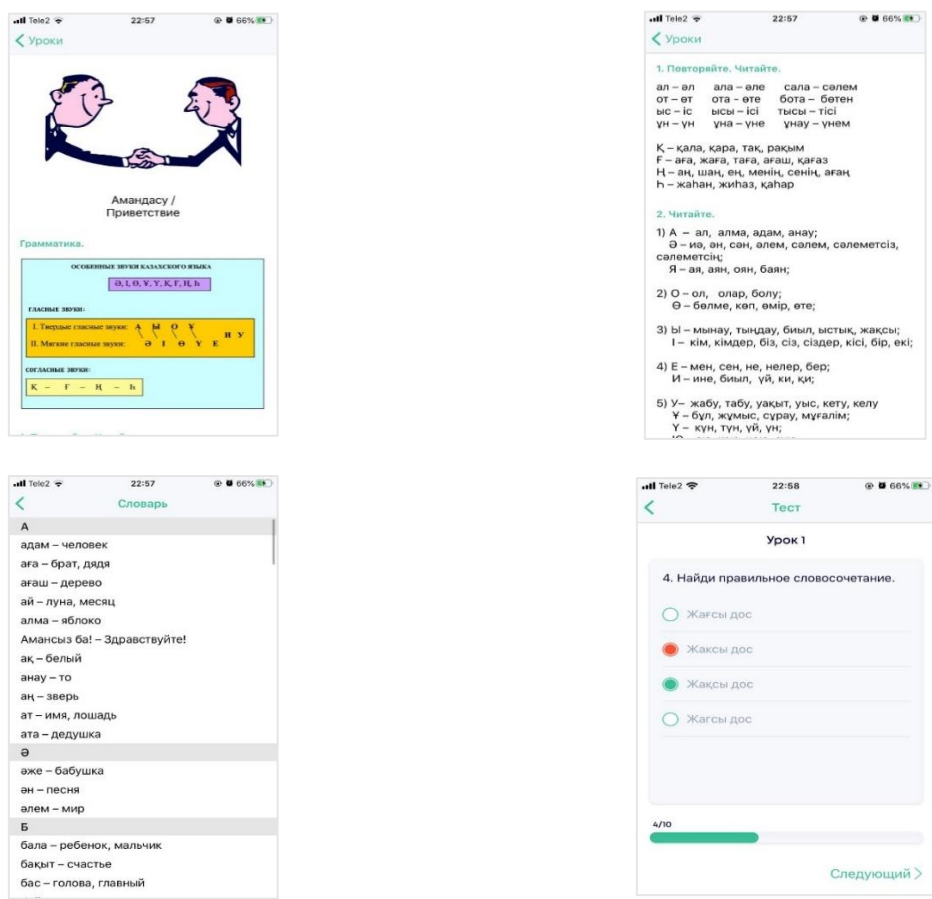 Tele2 22:57 66%
Уроки
Амандасу /
Приветствие
Грамматика.
ОСОБЕННЫЕ ЗВУКИ КАЗАХСКОГО ЯЗЫКА
Ә, І, Ө, Ү, Ұ, Қ, Ғ, Ң, Һ
ГЛАСНЫЕ ЗВУКИ:
I. Твердые гласные звуки: А Ы О Ұ
И У
II. Мягкие гласные звуки: Ә І Ө Ү Е
СОГЛАСНЫЕ ЗВУКИ:
Қ – Ғ – Ң – Һ
Tele2 22:57 66%
Уроки
1. Повторяйте. Читайте.
ал – әл ала – әле сала – сәлем
от – өт ота - өте бота – бөтен
ыс – іс ысы – ісі тысы – тісі
ұн – үн ұна – үне ұнау – үнем
Қ – қала, қара, тақ, рақым
Ғ – аға, жаға, таға, ағаш, қағаз
Ң – аң, шаң, ең, менің, сенің, ағаң
Һ – жаһан, жиһаз, қаһар
2. Читайте.
1) А – ал, алма, адам, анау;
Ә – иә, ән, сән, әлем, сәлем, сәлеметсіз,
сәлеметсің;
Я – ая, аян, оян, баян;
2) О – ол, олар, болу;
Ө – бөлме, көп, өмір, өте;
3) Ы – мынау, тыңдау, биыл, ыстық, жақсы;
І – кім, кімдер, біз, сіз, сіздер, кісі, бір, екі;
4) Е – мен, сен, не, нелер, бер;
И – ине, биыл, үй, ки, қи;
5) У – жабу, табу, уақыт, уыс, кету, келу
Ұ – бұл, жұмыс, сұрау, мұғалім;
Ү – күн, түн, үй, үн;
Tele2 22:57 66%
Словарь
А
адам – человек
аға – брат, дядя
ағаш – дерево
ай – луна, месяц
алма – яблоко
Амансыз ба! – Здравствуйте!
ақ – белый
анау – то
аң – зверь
ат – имя, лошадь
ата – дедушка
Ә
әже – бабушка
ән – песня
әлем – мир
Б
бала – ребенок, мальчик
бақыт – счастье
бас – голова, главный
Tele2 22:58 66%
Тест
Урок 1
4. Найди правильное словосочетание.
Жағсы дос
Жаксы дос
Жақсы дос
Жагсы дос
4/10
Следующий